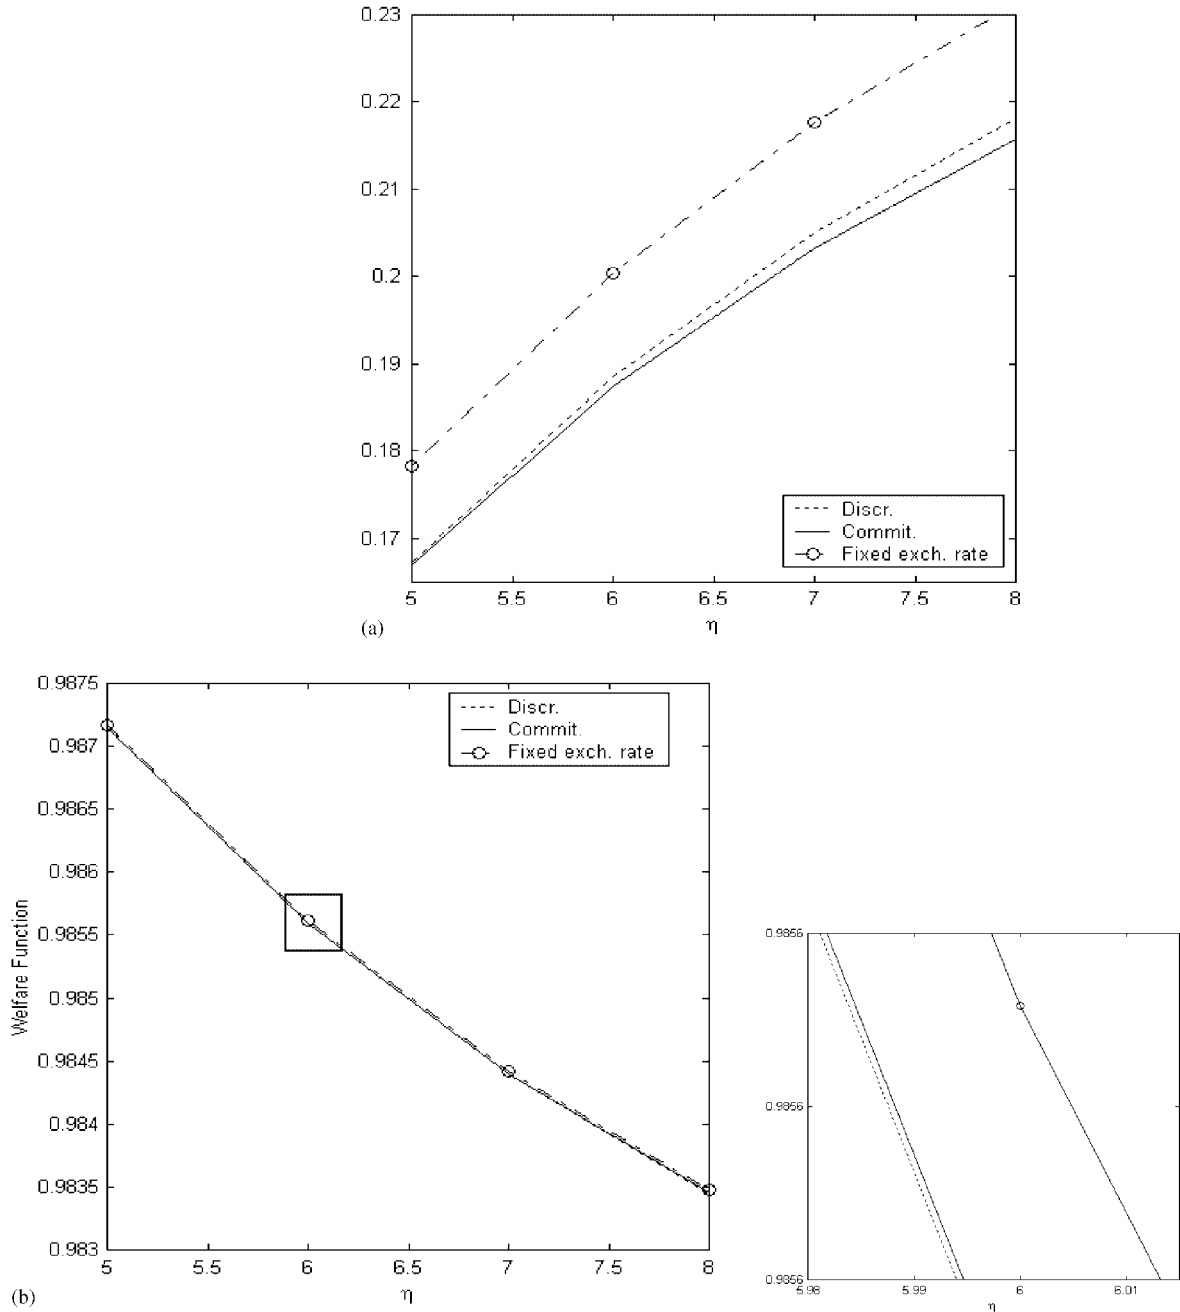 0.23
0.22
0.21
0.2
0.19
0.18
0.17
Discr.
Commit.
Fixed exch. rate
5 5.5 6 6.5 7 7.5 8
(a)
η
0.9875
0.987
0.9865
0.986
0.9855
0.985
0.9845
0.984
0.9835
0.983
Welfare Function
Discr.
Commit.
Fixed exch. rate
5 5.5 6 6.5 7 7.5 8
(b)
η
0.9856
0.9856
0.9856
5.98 5.99 6 6.01
η